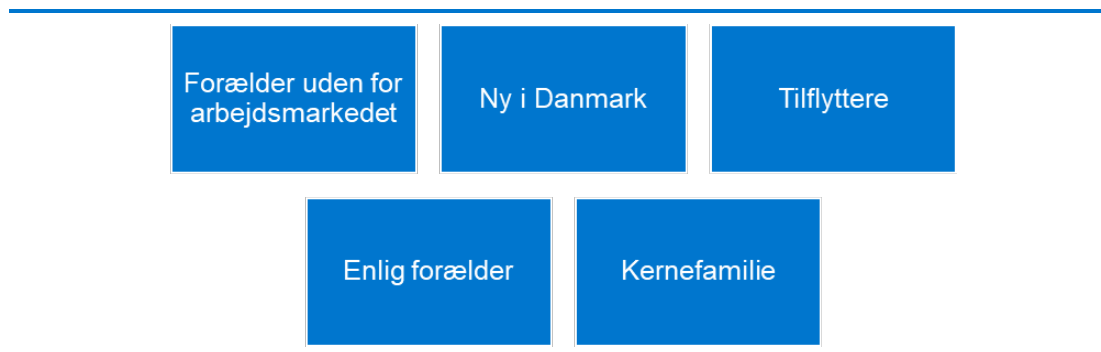 Forælder uden for
arbejdsmarkedet
Ny i Danmark
Tilflyttere
Enlig forælder
Kernefamilie